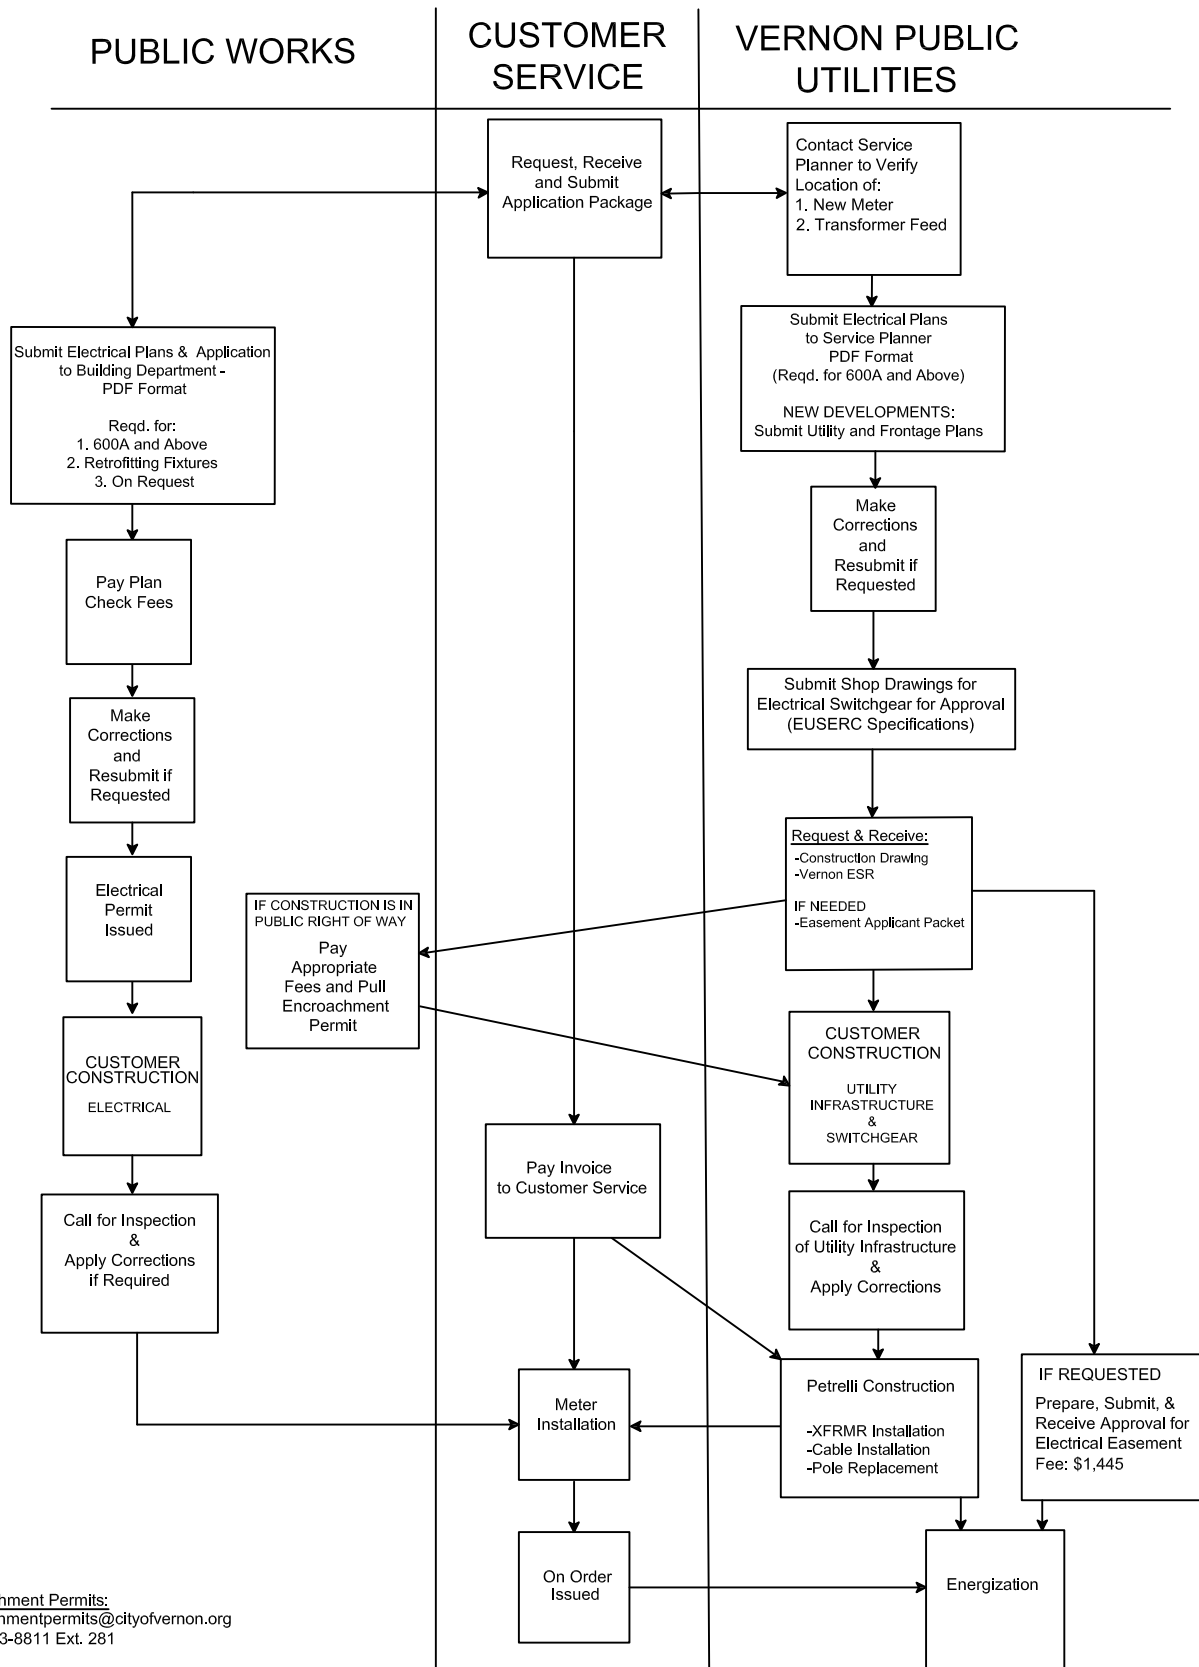 PUBLIC WORKS
CUSTOMER
SERVICE
VERNON PUBLIC
UTILITIES
Request, Receive
and Submit
Application Package
Contact Service
Planner to Verify
Location of:
1. New Meter
2. Transformer Feed
Submit Electrical Plans & Application
to Building Department -
PDF Format
Reqd. for:
1. 600A and Above
2. Retrofitting Fixtures
3. On Request
Submit Electrical Plans
to Service Planner
PDF Format
(Reqd. for 600A and Above)
NEW DEVELOPMENTS:
Submit Utility and Frontage Plans
Make
Corrections
and
Resubmit if
Requested
Pay Plan
Check Fees
Submit Shop Drawings for
Electrical Switchgear for Approval
(EUSERC Specifications)
Make
Corrections
and
Resubmit if
Requested
Request & Receive:
-Construction Drawing
-Vernon ESR
IF NEEDED
-Easement Applicant Packet
Electrical
Permit
Issued
IF CONSTRUCTION IS IN
PUBLIC RIGHT OF WAY
Pay
Appropriate
Fees and Pull
Encroachment
Permit
CUSTOMER
CONSTRUCTION
ELECTRICAL
CUSTOMER
CONSTRUCTION
UTILITY
INFRASTRUCTURE
&
SWITCHGEAR
Pay Invoice
to Customer Service
Call for Inspection
&
Apply Corrections
if Required
Call for Inspection
of Utility Infrastructure
&
Apply Corrections
Meter
Installation
Petrelli Construction
-XFRMR Installation
-Cable Installation
-Pole Replacement
IF REQUESTED
Prepare, Submit, &
Receive Approval for
Electrical Easement
Fee: $1,445
On Order
Issued
Energization
hment Permits:
nmentpermits@cityofvernon.org
3-8811 Ext. 281